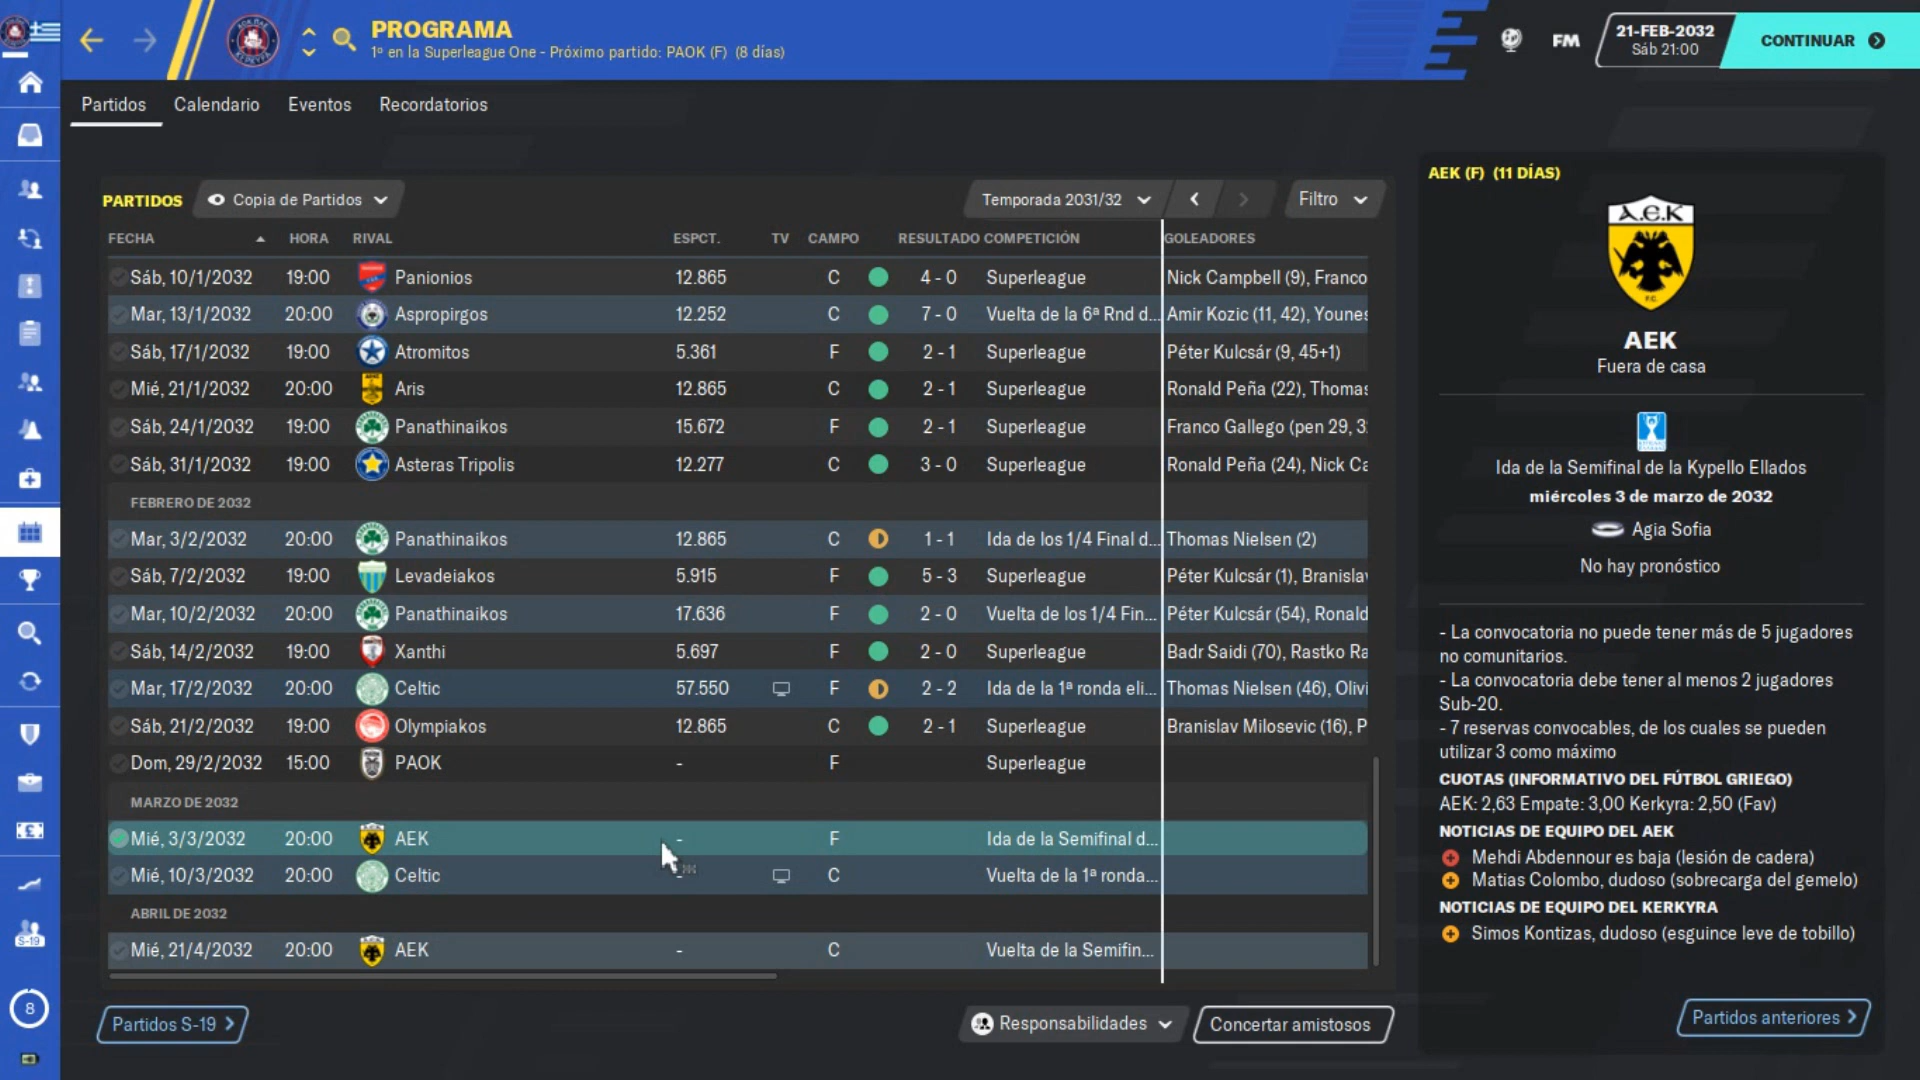 PROGRAMA
1º en la Superleague One - Próximo partido: PAOK (F) (8 días)
FM
21-FEB-2032
Sáb 21:00
CONTINUAR
Partidos
Calendario
Eventos
Recordatorios
PARTIDOS
Copia de Partidos
Temporada 2031/32
Filtro
FECHA HORA RIVAL ESPCT. TV CAMPO RESULTADO COMPETICIÓN GOLEADORES
Sáb, 10/1/2032 19:00 Panionios 12.865 C 4 - 0 Superleague Nick Campbell (9), Franco
Mar, 13/1/2032 20:00 Aspropirgos 12.252 C 7 - 0 Vuelta de la 6ª Rnd d... Amir Kozic (11, 42), Younes
Sáb, 17/1/2032 19:00 Atromitos 5.361 F 2 - 1 Superleague Péter Kulcsár (9, 45+1)
Mié, 21/1/2032 20:00 Aris 12.865 C 2 - 1 Superleague Ronald Peña (22), Thomas
Sáb, 24/1/2032 19:00 Panathinaikos 15.672 F 2 - 1 Superleague Franco Gallego (pen 29, 3
Sáb, 31/1/2032 19:00 Asteras Tripolis 12.277 C 3 - 0 Superleague Ronald Peña (24), Nick Ca
FEBRERO DE 2032
Mar, 3/2/2032 20:00 Panathinaikos 12.865 C 1 - 1 Ida de los 1/4 Final d... Thomas Nielsen (2)
Sáb, 7/2/2032 19:00 Levadeiakos 5.915 F 5 - 3 Superleague Péter Kulcsár (1), Branislav
Mar, 10/2/2032 20:00 Panathinaikos 17.636 F 2 - 0 Vuelta de los 1/4 Fin... Péter Kulcsár (54), Ronald
Sáb, 14/2/2032 19:00 Xanthi 5.697 F 2 - 0 Superleague Badr Saidi (70), Rastko Ra
Mar, 17/2/2032 20:00 Celtic 57.550 F 2 - 2 Ida de la 1ª ronda eli... Thomas Nielsen (46), Olivi
Sáb, 21/2/2032 19:00 Olympiakos 12.865 C 2 - 1 Superleague Branislav Milosevic (16), P
Dom, 29/2/2032 15:00 PAOK - F Superleague
MARZO DE 2032
Mié, 3/3/2032 20:00 AEK - F Ida de la Semifinal d...
Mié, 10/3/2032 20:00 Celtic - C Vuelta de la 1ª ronda...
ABRIL DE 2032
Mié, 21/4/2032 20:00 AEK - C Vuelta de la Semifin...
Partidos S-19
Responsabilidades
Concertar amistosos
AEK (F) (11 DÍAS)
A.E.K
F.C
AEK
Fuera de casa
Ida de la Semifinal de la Kypello Ellados
miércoles 3 de marzo de 2032
Agia Sofia
No hay pronóstico
- La convocatoria no puede tener más de 5 jugadores
no comunitarios.
- La convocatoria debe tener al menos 2 jugadores
Sub-20.
- 7 reservas convocables, de los cuales se pueden
utilizar 3 como máximo
CUOTAS (INFORMATIVO DEL FÚTBOL GRIEGO)
AEK: 2,63 Empate: 3,00 Kerkyra: 2,50 (Fav)
NOTICIAS DE EQUIPO DEL AEK
Mehdi Abdennour es baja (lesión de cadera)
Matias Colombo, dudoso (sobrecarga del gemelo)
NOTICIAS DE EQUIPO DEL KERKYRA
Simos Kontizas, dudoso (esguince leve de tobillo)
Partidos anteriores
S-19
8